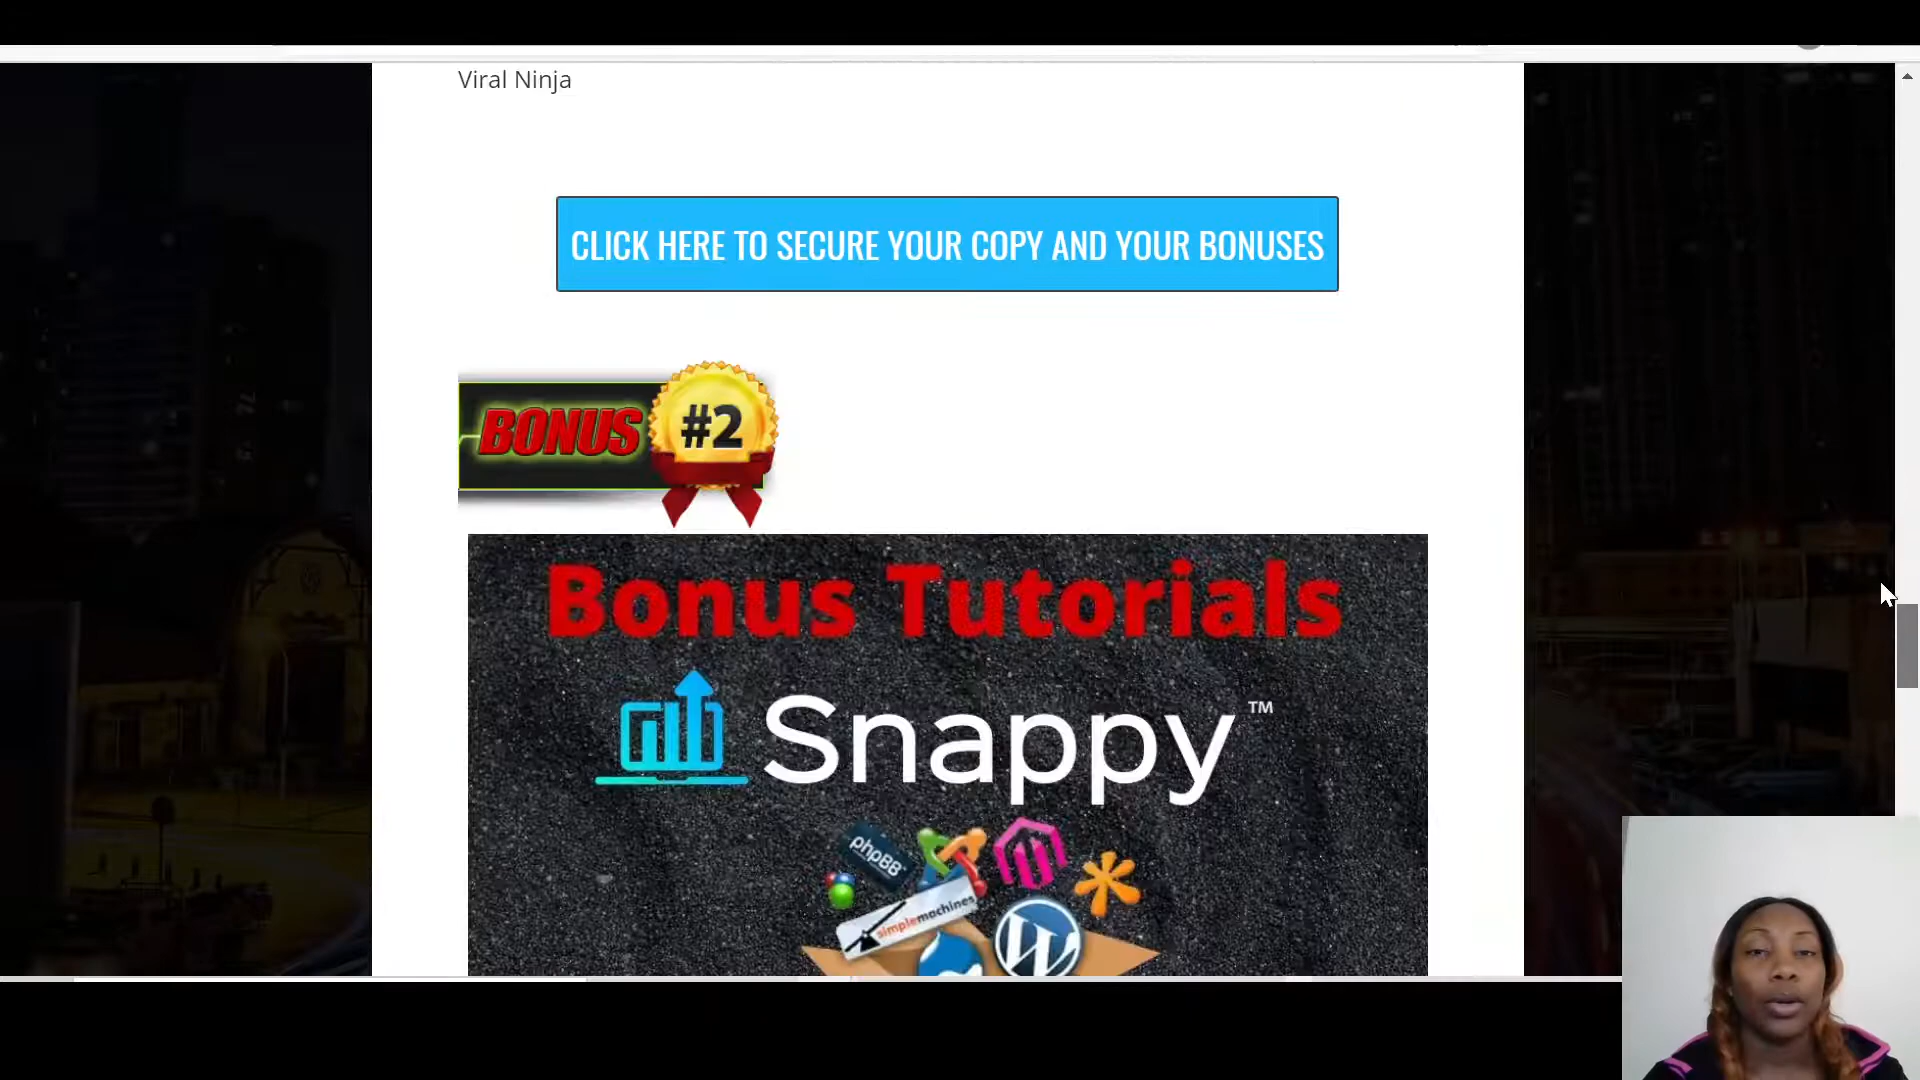 Viral Ninja
CLICK HERE TO SECURE YOUR COPY AND YOUR BONUSES
BONUS #2
Bonus Tutorials
Snappy™
phpBB
simplemachines